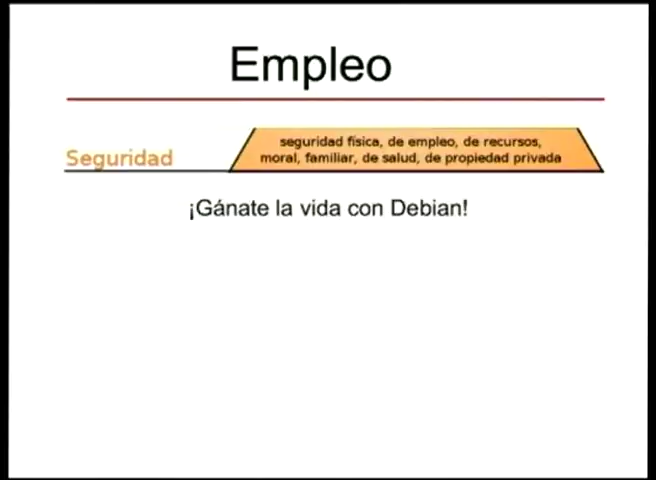 Empleo
Seguridad
seguridad física, de empleo, de recursos,
moral, familiar, de salud, de propiedad privada
¡Gánate la vida con Debian!